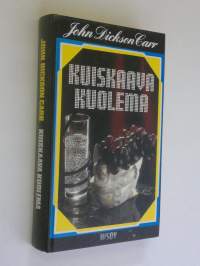 John Dickson Carr
KUISKAAVA
KUOLEMA
WSOY
JOHN DICKSON CARR KUISKAAVA KUOLEMA